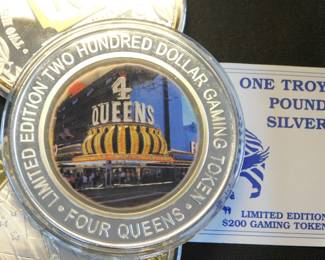 LIMITED EDITION TWO HUNDRED DOLLAR GAMING TOKEN
• FOUR QUEENS •
4
QUEENS
ONE TROY
POUND
SILVER
LIMITED EDITION
$200 GAMING TOKEN